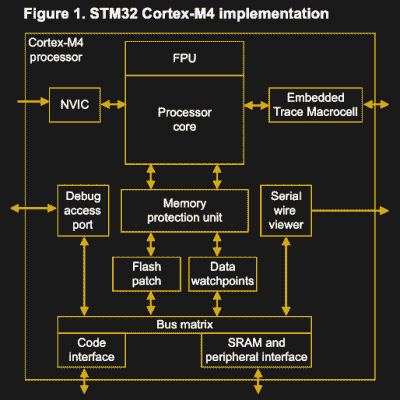 Figure 1. STM32 Cortex-M4 implementation
Cortex-M4
processor
FPU
NVIC
Processor
core
Embedded
Trace Macrocell
Debug
access
port
Memory
protection unit
Serial
wire
viewer
Flash
patch
Data
watchpoints
Bus matrix
Code
interface
SRAM and
peripheral interface